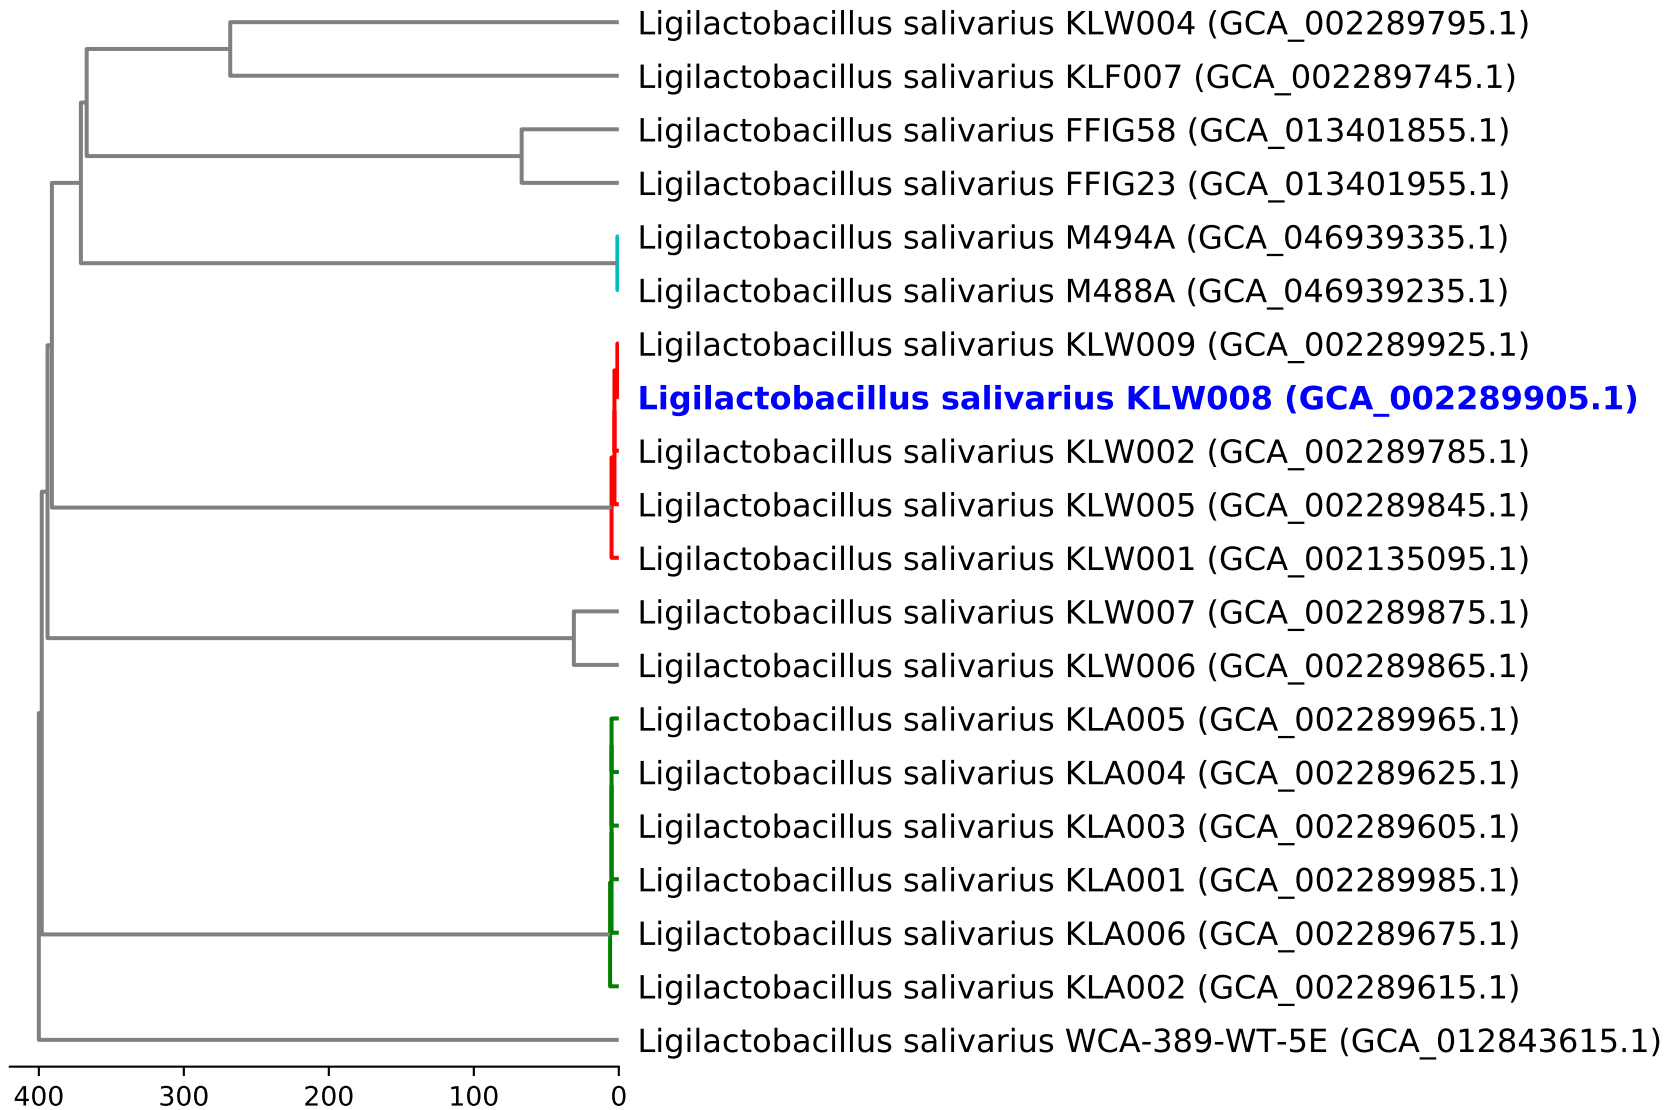 Ligilactobacillus salivarius KLW004 (GCA_002289795.1)
Ligilactobacillus salivarius KLF007 (GCA_002289745.1)
Ligilactobacillus salivarius FFIG58 (GCA_013401855.1)
Ligilactobacillus salivarius FFIG23 (GCA_013401955.1)
Ligilactobacillus salivarius M494A (GCA_046939335.1)
Ligilactobacillus salivarius M488A (GCA_046939235.1)
Ligilactobacillus salivarius KLW009 (GCA_002289925.1)
Ligilactobacillus salivarius KLW008 (GCA_002289905.1)
Ligilactobacillus salivarius KLW002 (GCA_002289785.1)
Ligilactobacillus salivarius KLW005 (GCA_002289845.1)
Ligilactobacillus salivarius KLW001 (GCA_002135095.1)
Ligilactobacillus salivarius KLW007 (GCA_002289875.1)
Ligilactobacillus salivarius KLW006 (GCA_002289865.1)
Ligilactobacillus salivarius KLA005 (GCA_002289965.1)
Ligilactobacillus salivarius KLA004 (GCA_002289625.1)
Ligilactobacillus salivarius KLA003 (GCA_002289605.1)
Ligilactobacillus salivarius KLA001 (GCA_002289985.1)
Ligilactobacillus salivarius KLA006 (GCA_002289675.1)
Ligilactobacillus salivarius KLA002 (GCA_002289615.1)
Ligilactobacillus salivarius WCA-389-WT-5E (GCA_012843615.1)
400 300 200 100 0